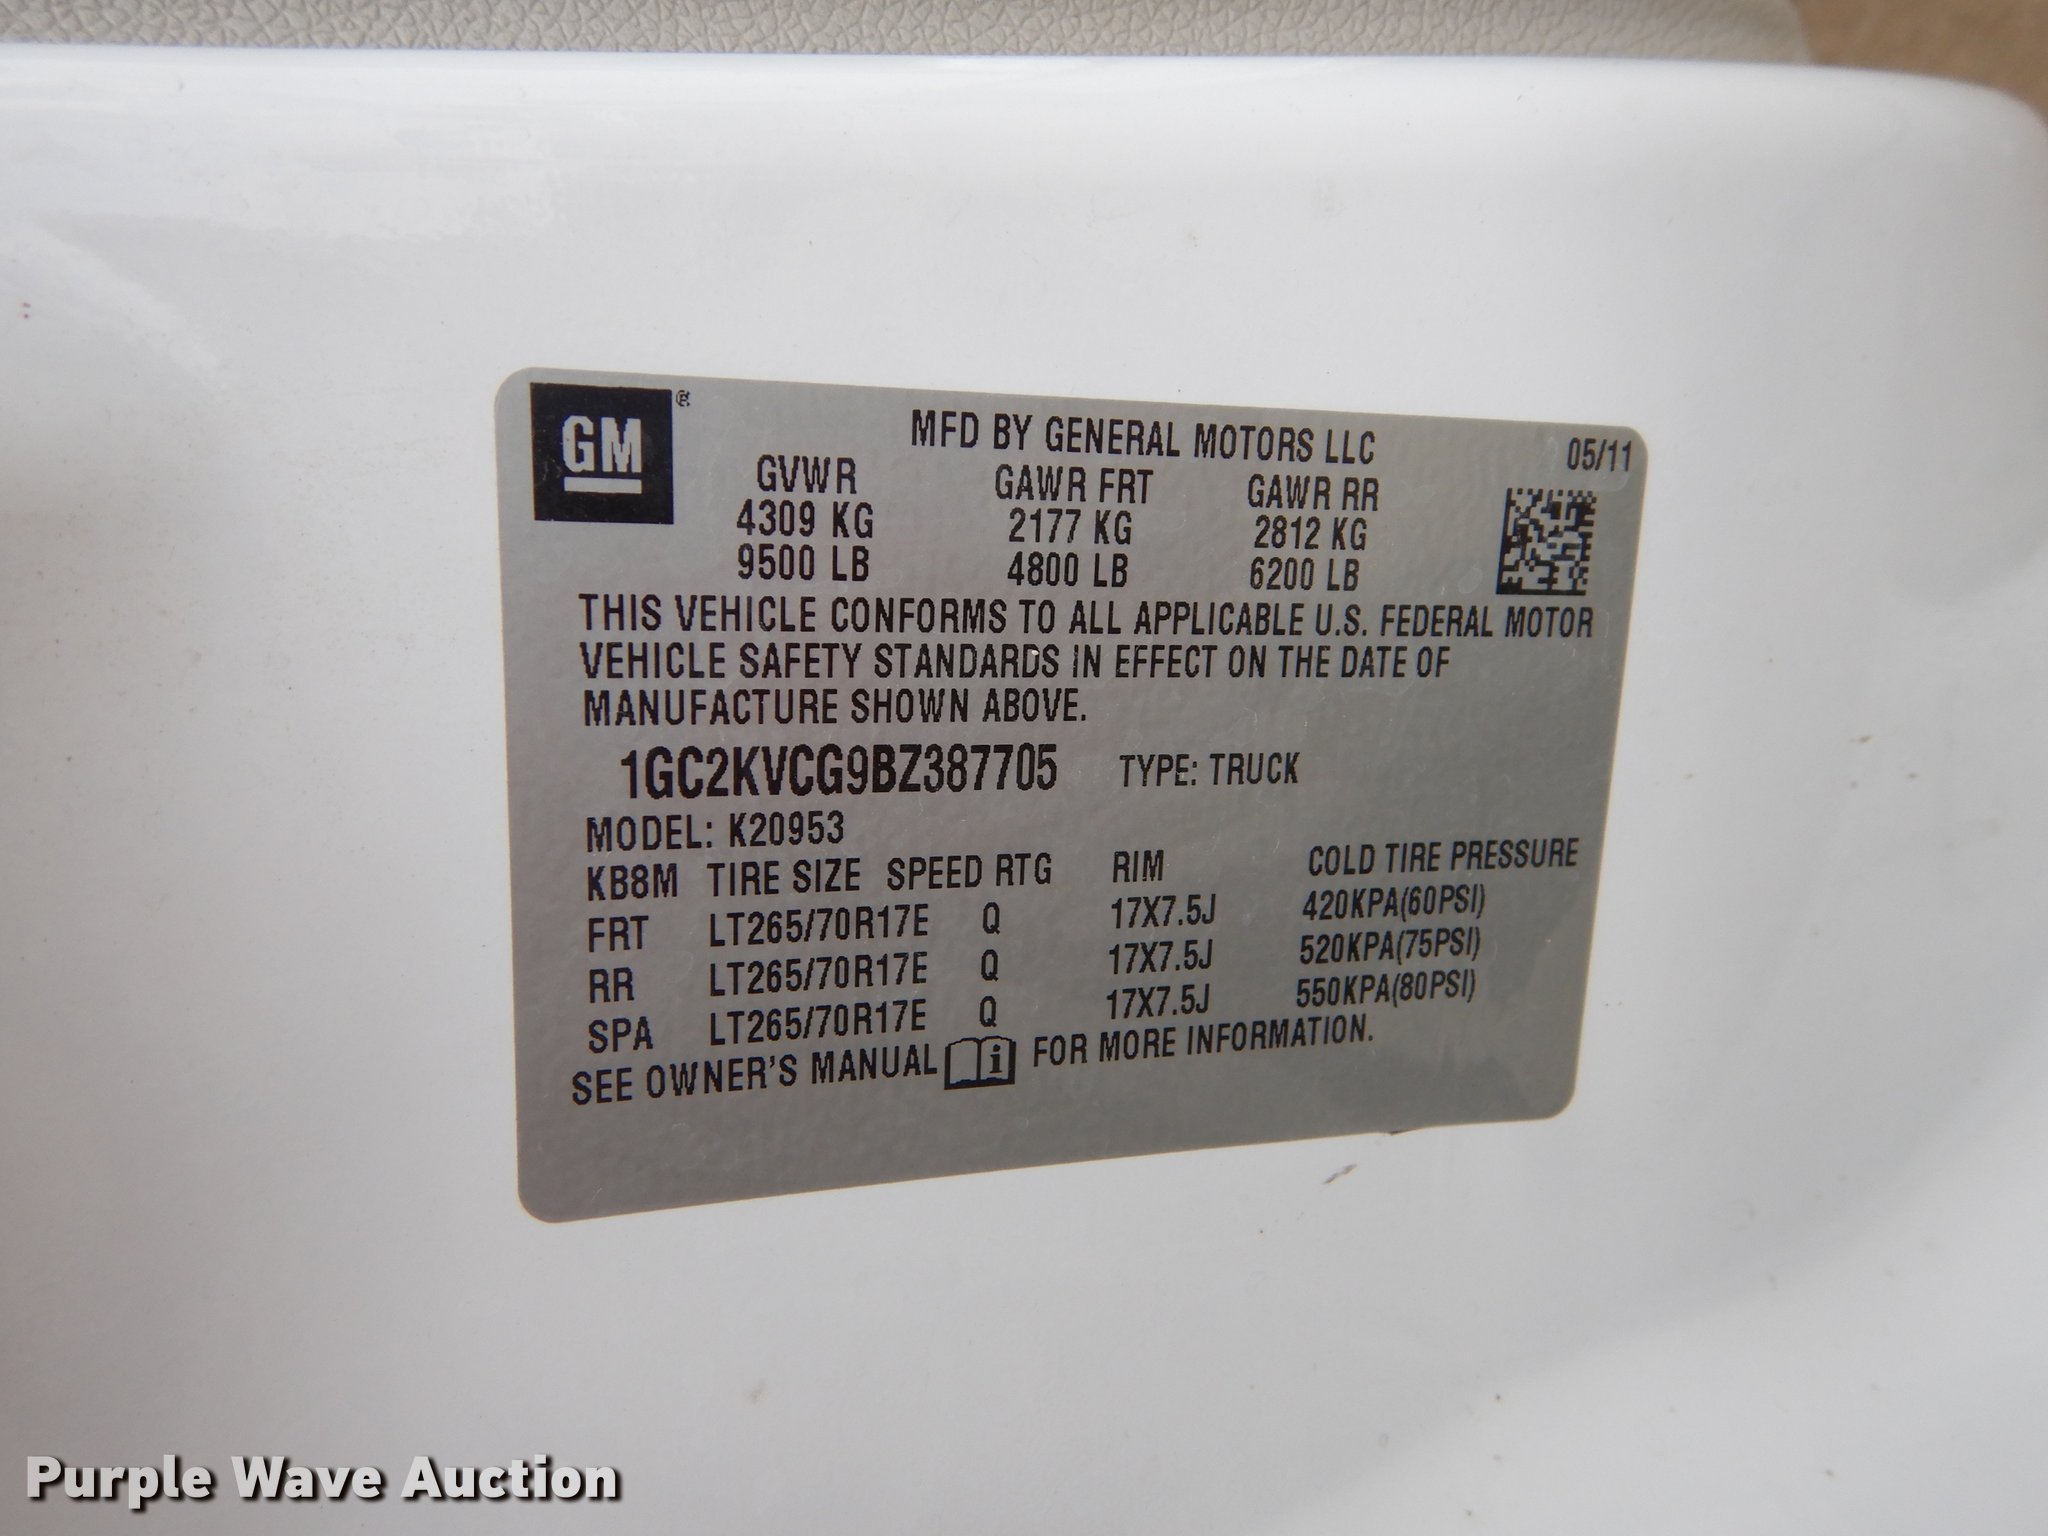 GM ®
MFD BY GENERAL MOTORS LLC 05/11
GVWR GAWR FRT GAWR RR
4309 KG 2177 KG 2812 KG
9500 LB 4800 LB 6200 LB
THIS VEHICLE CONFORMS TO ALL APPLICABLE U.S. FEDERAL MOTOR
VEHICLE SAFETY STANDARDS IN EFFECT ON THE DATE OF
MANUFACTURE SHOWN ABOVE.
1GC2KVCG9BZ387705 TYPE: TRUCK
MODEL: K20953
KB8M TIRE SIZE SPEED RTG RIM COLD TIRE PRESSURE
FRT LT265/70R17E Q 17X7.5J 420KPA(60PSI)
RR LT265/70R17E Q 17X7.5J 520KPA(75PSI)
SPA LT265/70R17E Q 17X7.5J 550KPA(80PSI)
SEE OWNER'S MANUAL i FOR MORE INFORMATION.
Purple Wave Auction